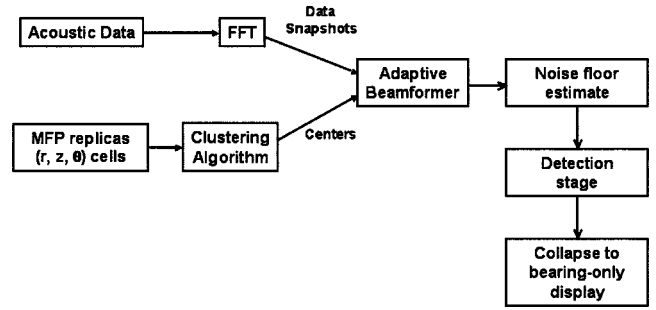 Data
Snapshots
Acoustic Data
FFT
Adaptive
Beamformer
Noise floor
estimate
MFP replicas
(r, z, θ) cells
Clustering
Algorithm
Centers
Detection
stage
Collapse to
bearing-only
display